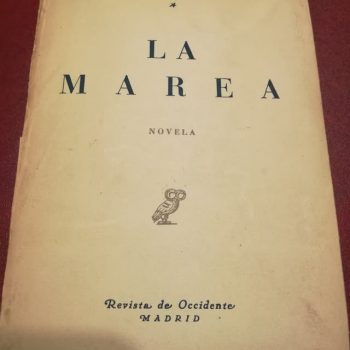 LA
MAREA
NOVELA
Revista de Occidente
MADRID